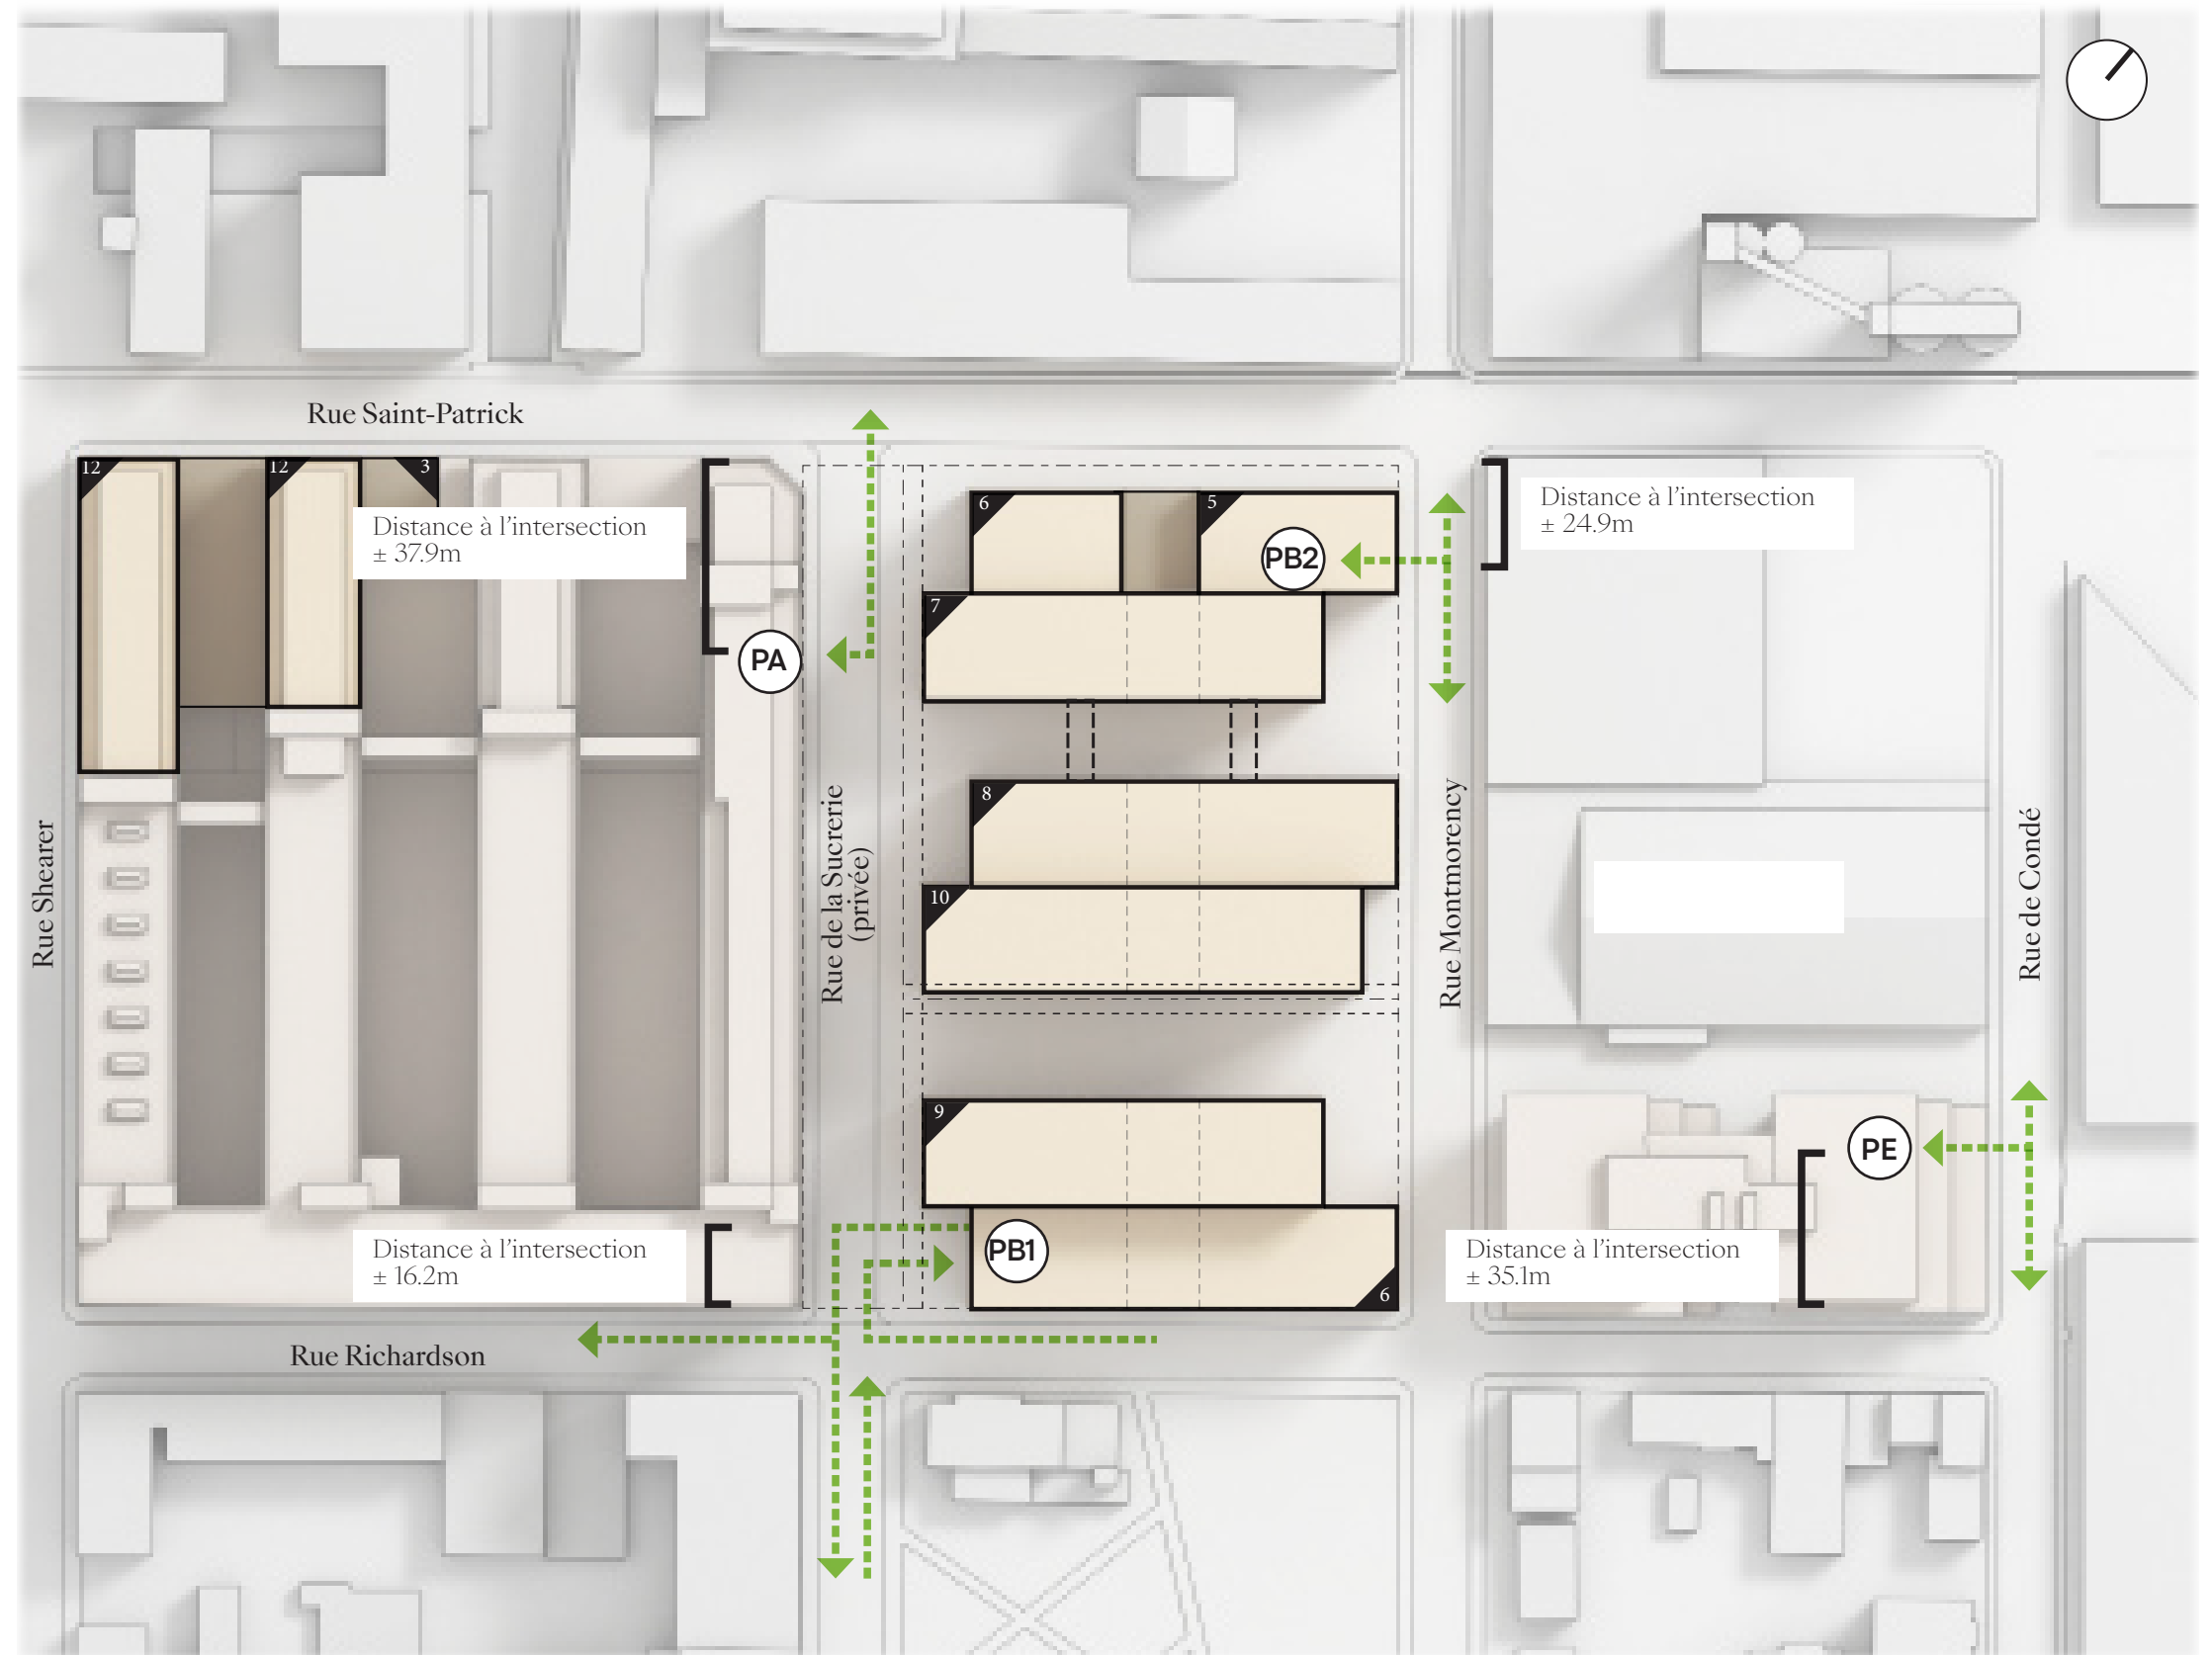 Rue Saint-Patrick
12
12
3
Distance à l'intersection
± 37.9m
6
5
PB2
Distance à l'intersection
± 24.9m
7
PA
8
Rue Shearer
Rue de la Sucrerie
(privée)
10
Rue Montmorency
Rue de Condé
9
PE
Distance à l'intersection
± 16.2m
PB1
6
Distance à l'intersection
± 35.1m
Rue Richardson